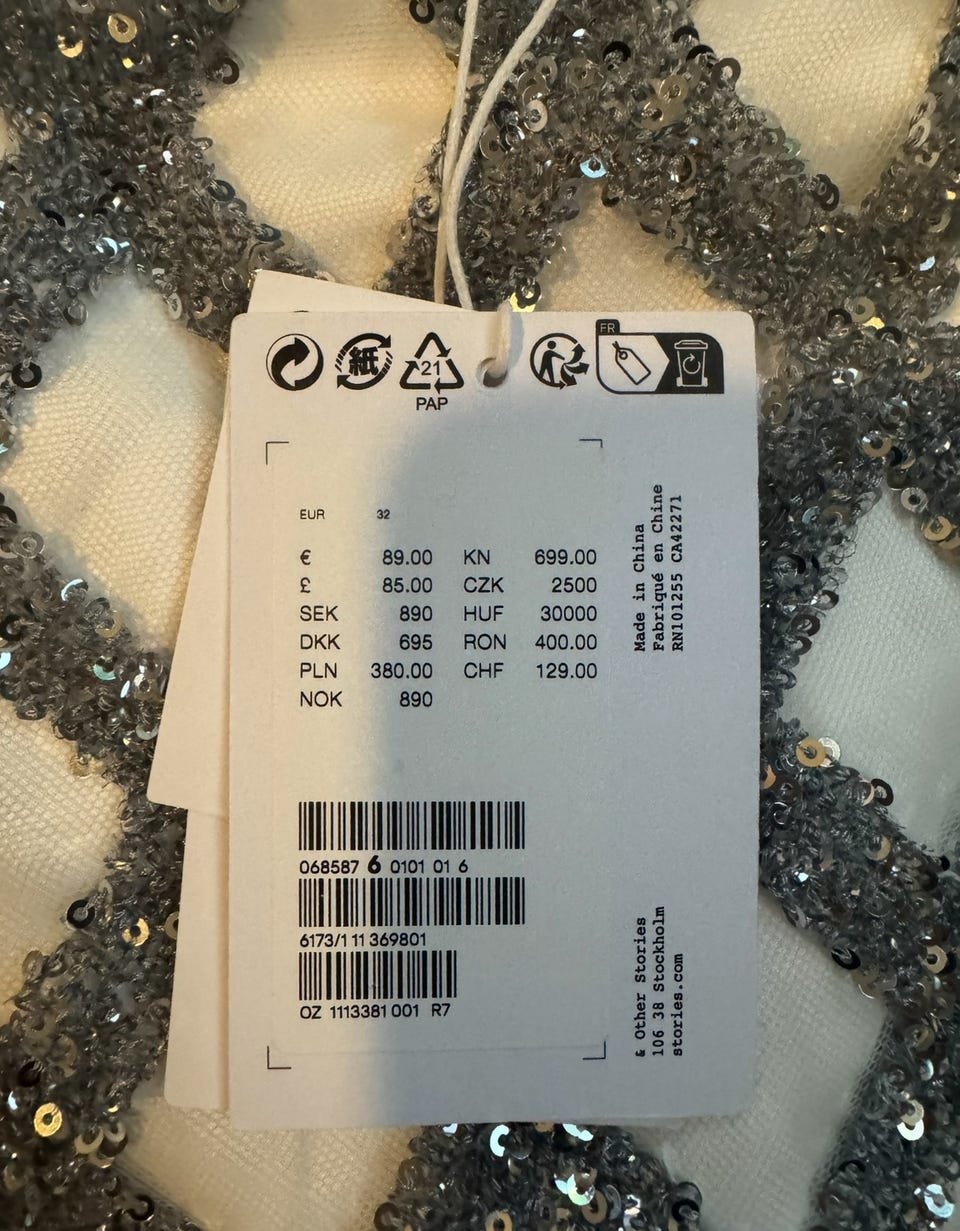 紙
21
PAP
FR
EUR 32
€ 89.00 KN 699.00
£ 85.00 CZK 2500
SEK 890 HUF 30000
DKK 695 RON 400.00
PLN 380.00 CHF 129.00
NOK 890
Made in China
Fabriqué en Chine
RN101255 CA42271
068587 6 0101 01 6
6173/1 11 369801
OZ 1113381 001 R7
& Other Stories
106 38 Stockholm
stories.com